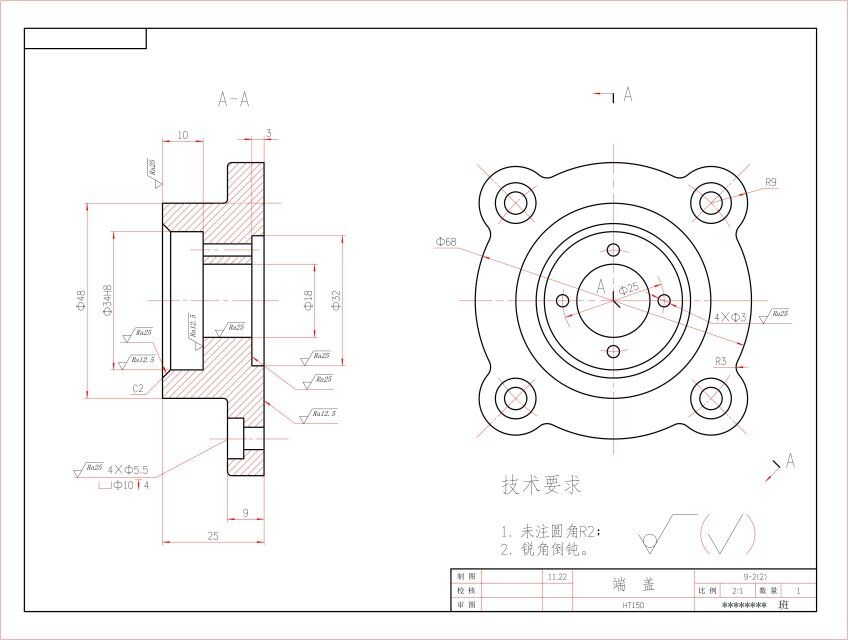 A-A
A
10
3
Ra25
R9
Φ68
Φ48
Φ34H8
Φ18
Φ32
A
Φ25
4×Φ3
Ra25
Ra12.5
Ra25
Ra25
Ra12.5
Ra25
Ra25
R3
C2
Ra12.5
Ra25
4×Φ5.5
⌴Φ10↧4
A
9
25
技术要求
1. 未注圆角R2;
2. 锐角倒钝。
制图
11.22
端 盖
9-2(2)
校核
比例
2:1
数量
1
审图
HT150
******** 班